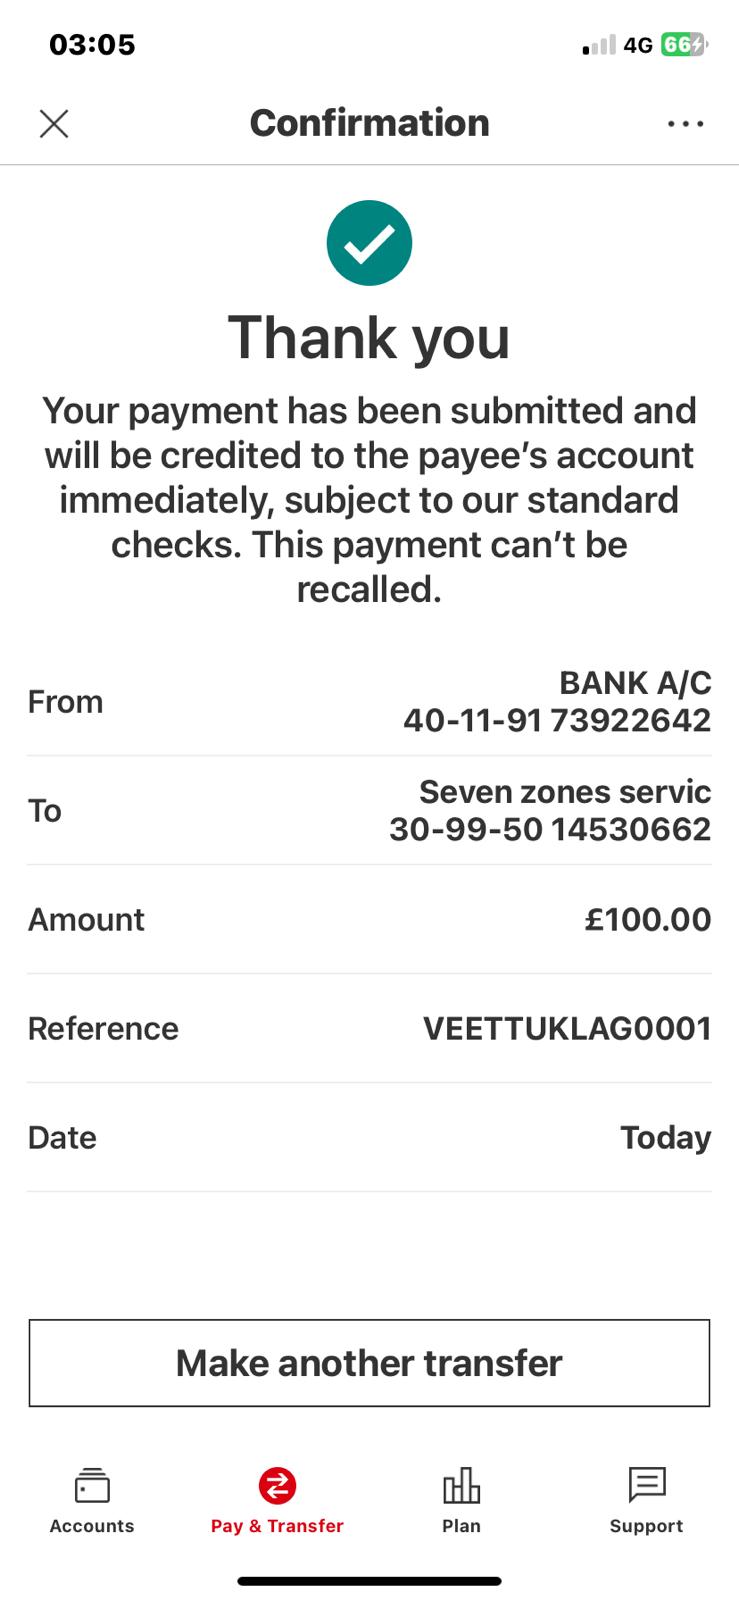 03:05 4G 66
Confirmation
Thank you
Your payment has been submitted and
will be credited to the payee’s account
immediately, subject to our standard
checks. This payment can’t be
recalled.
From BANK A/C
40-11-91 73922642
To Seven zones servic
30-99-50 14530662
Amount £100.00
Reference VEETTUKLAG0001
Date Today
Make another transfer
Accounts Pay & Transfer Plan Support